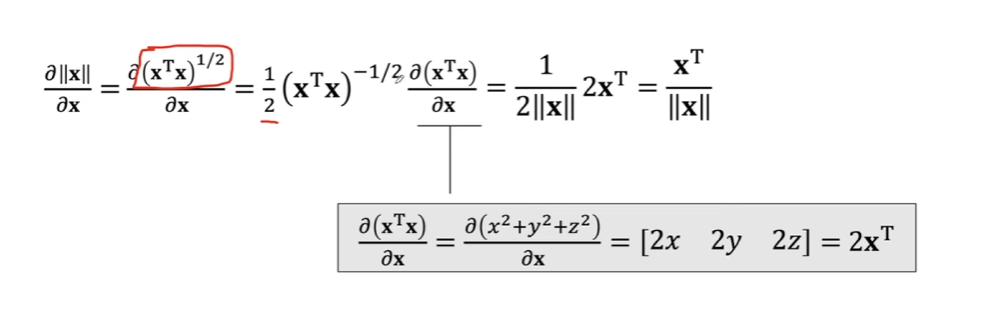 ∂‖𝐱‖/∂𝐱 = ∂(𝐱ᵀ𝐱)^{1/2}/∂𝐱 = 1/2 (𝐱ᵀ𝐱)^{−1/2} ∂(𝐱ᵀ𝐱)/∂𝐱 = 1/(2‖𝐱‖) 2𝐱ᵀ = 𝐱ᵀ/‖𝐱‖
∂(𝐱ᵀ𝐱)/∂𝐱 = ∂(x²+y²+z²)/∂𝐱 = [2x 2y 2z] = 2𝐱ᵀ